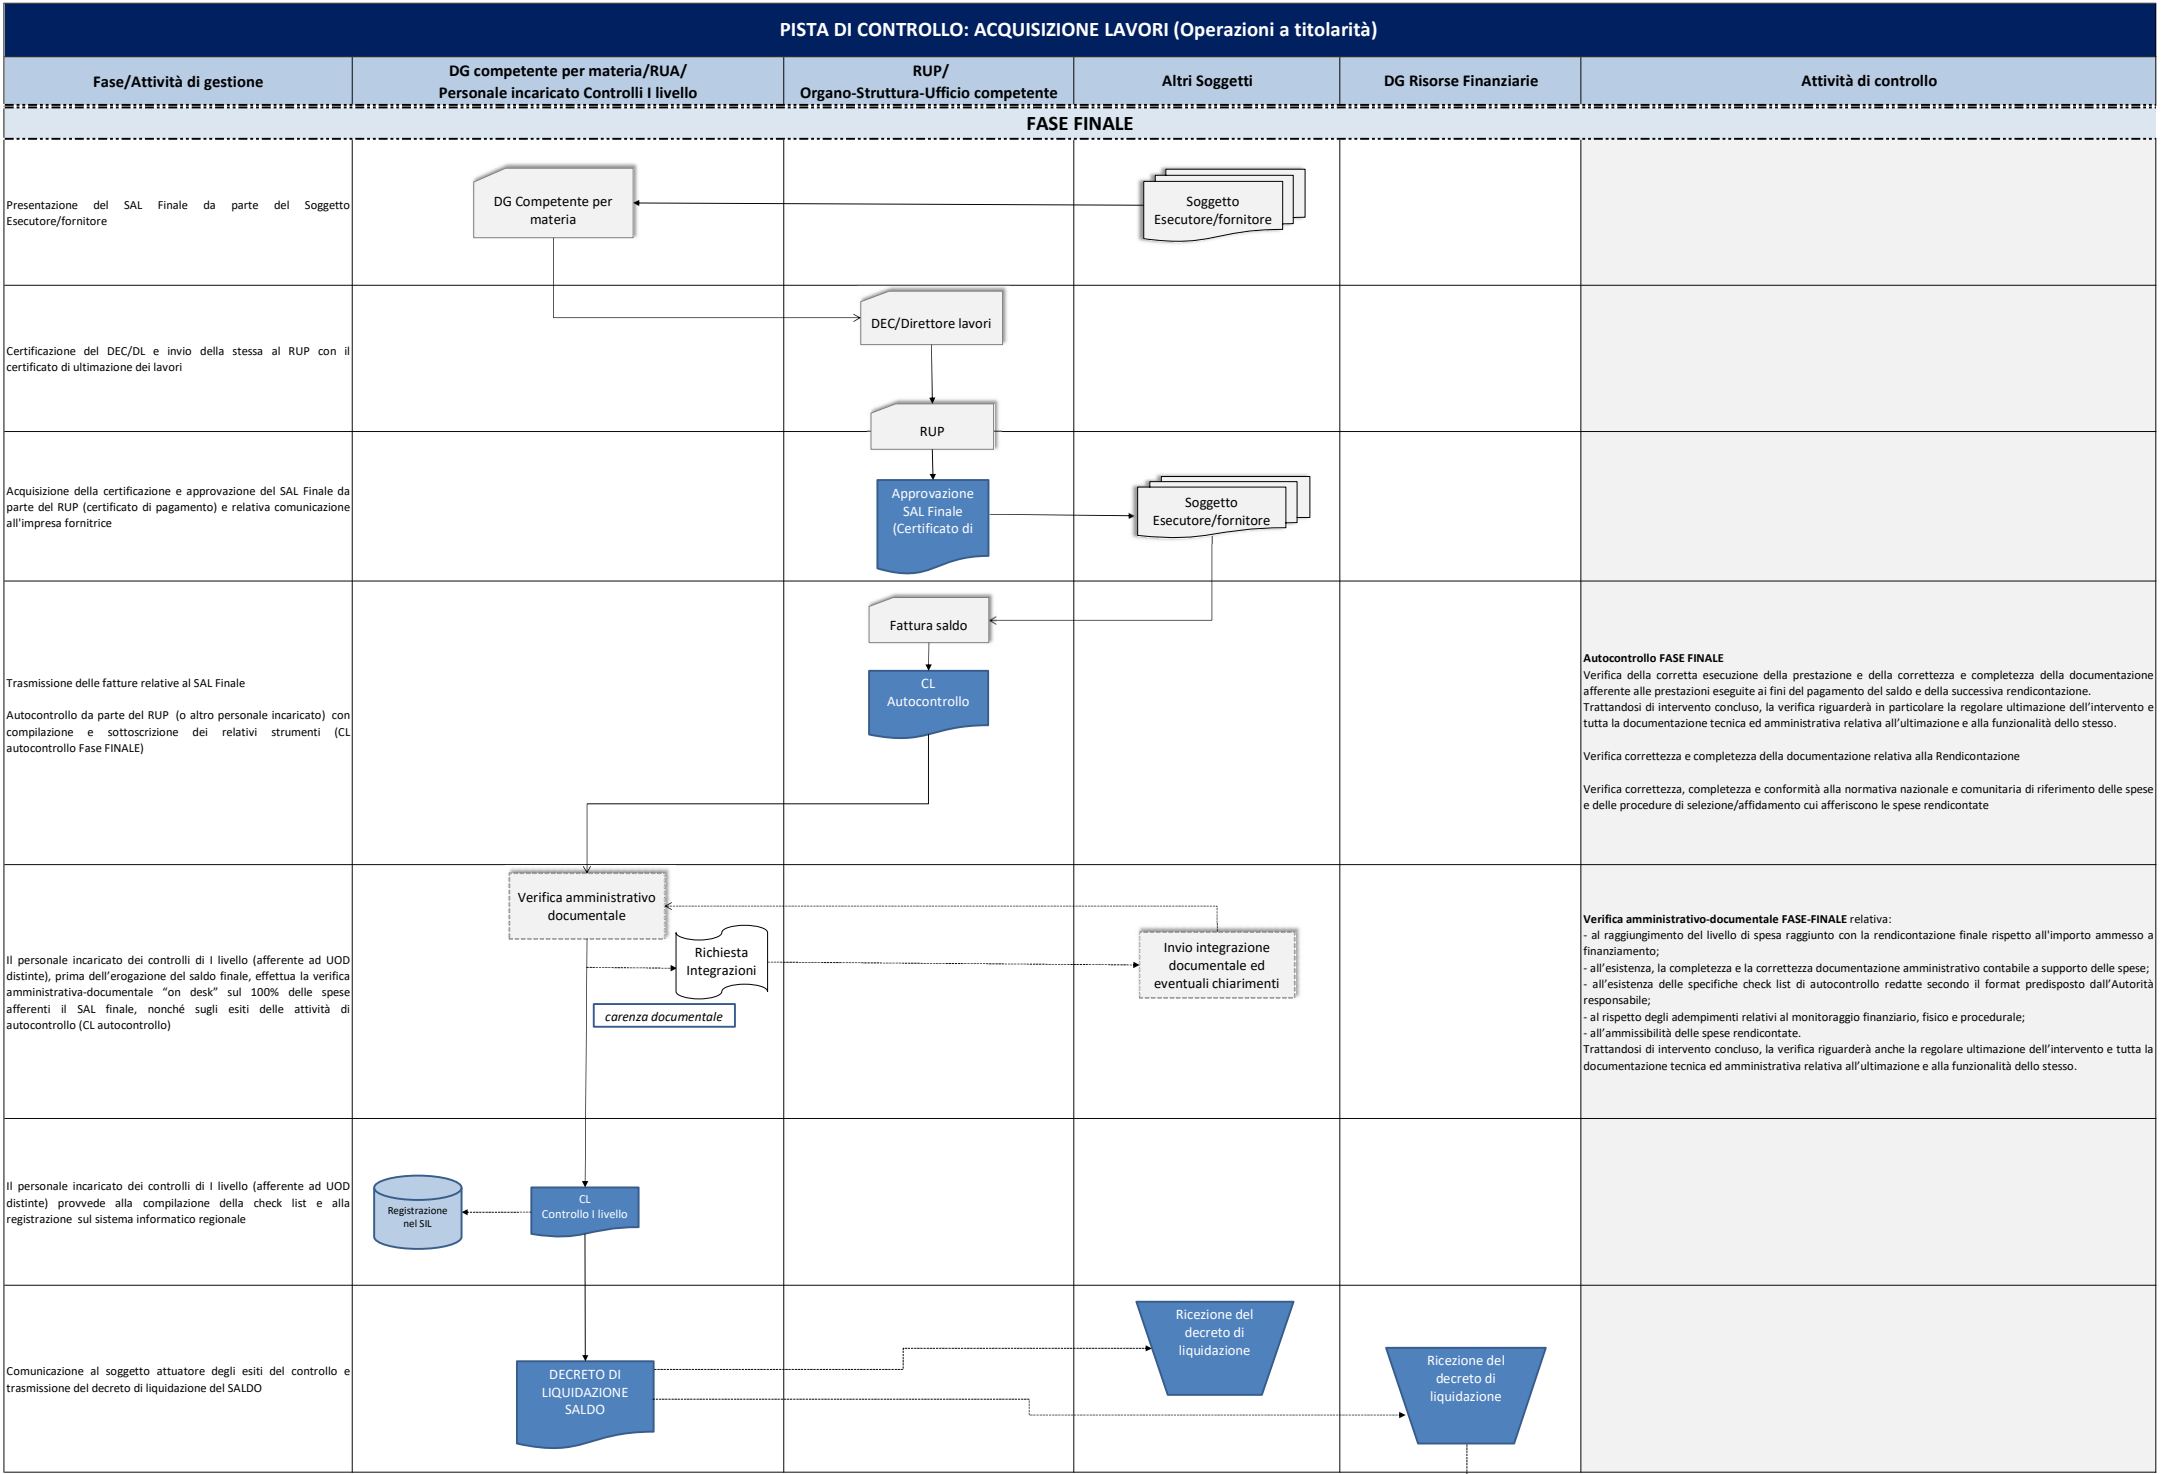 PISTA DI CONTROLLO: ACQUISIZIONE LAVORI (Operazioni a titolarità)
Fase/Attività di gestione
DG competente per materia/RUA/
Personale incaricato Controlli I livello
RUP/
Organo-Struttura-Ufficio competente
Altri Soggetti
DG Risorse Finanziarie
Attività di controllo
FASE FINALE
Presentazione del SAL Finale da parte del Soggetto
Esecutore/fornitore
DG Competente per
materia
Soggetto
Esecutore/fornitore
Certificazione del DEC/DL e invio della stessa al RUP con il
certificato di ultimazione dei lavori
DEC/Direttore lavori
RUP
Acquisizione della certificazione e approvazione del SAL Finale da
parte del RUP (certificato di pagamento) e relativa comunicazione
all'impresa fornitrice
Approvazione
SAL Finale
(Certificato di
Soggetto
Esecutore/fornitore
Trasmissione delle fatture relative al SAL Finale
Autocontrollo da parte del RUP (o altro personale incaricato) con
compilazione e sottoscrizione dei relativi strumenti (CL
autocontrollo Fase FINALE)
Fattura saldo
CL
Autocontrollo
Autocontrollo FASE FINALE
Verifica della corretta esecuzione della prestazione e della correttezza e completezza della documentazione
afferente alle prestazioni eseguite ai fini del pagamento del saldo e della successiva rendicontazione.
Trattandosi di intervento concluso, la verifica riguarderà in particolare la regolare ultimazione dell’intervento e
tutta la documentazione tecnica ed amministrativa relativa all’ultimazione e alla funzionalità dello stesso.
Verifica correttezza e completezza della documentazione relativa alla Rendicontazione
Verifica correttezza, completezza e conformità alla normativa nazionale e comunitaria di riferimento delle spese
e delle procedure di selezione/affidamento cui afferiscono le spese rendicontate
Il personale incaricato dei controlli di I livello (afferente ad UOD
distinte), prima dell’erogazione del saldo finale, effettua la verifica
amministrativa-documentale “on desk” sul 100% delle spese
afferenti il SAL finale, nonché sugli esiti delle attività di
autocontrollo (CL autocontrollo)
Verifica amministrativo
documentale
Richiesta
Integrazioni
carenza documentale
Invio integrazione
documentale ed
eventuali chiarimenti
Verifica amministrativo-documentale FASE-FINALE relativa:
- al raggiungimento del livello di spesa raggiunto con la rendicontazione finale rispetto all'importo ammesso a
finanziamento;
- all’esistenza, la completezza e la correttezza documentazione amministrativo contabile a supporto delle spese;
- all’esistenza delle specifiche check list di autocontrollo redatte secondo il format predisposto dall’Autorità
responsabile;
- al rispetto degli adempimenti relativi al monitoraggio finanziario, fisico e procedurale;
- all’ammissibilità delle spese rendicontate.
Trattandosi di intervento concluso, la verifica riguarderà anche la regolare ultimazione dell’intervento e tutta la
documentazione tecnica ed amministrativa relativa all’ultimazione e alla funzionalità dello stesso.
Il personale incaricato dei controlli di I livello (afferente ad UOD
distinte) provvede alla compilazione della check list e alla
registrazione sul sistema informatico regionale
Registrazione
nel SIL
CL
Controllo I livello
Comunicazione al soggetto attuatore degli esiti del controllo e
trasmissione del decreto di liquidazione del SALDO
DECRETO DI
LIQUIDAZIONE
SALDO
Ricezione del
decreto di
liquidazione
Ricezione del
decreto di
liquidazione